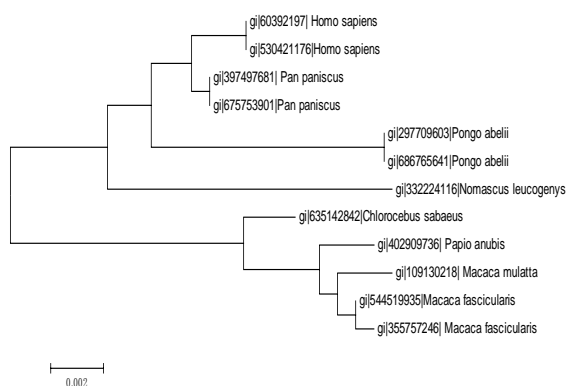 gi|60392197| Homo sapiens
gi|530421176|Homo sapiens
gi|397497681| Pan paniscus
gi|675753901|Pan paniscus
gi|297709603|Pongo abelii
gi|686765641|Pongo abelii
gi|332224116|Nomascus leucogenys
gi|635142842|Chlorocebus sabaeus
gi|402909736| Papio anubis
gi|109130218| Macaca mulatta
gi|544519935|Macaca fascicularis
gi|355757246| Macaca fascicularis
0.002